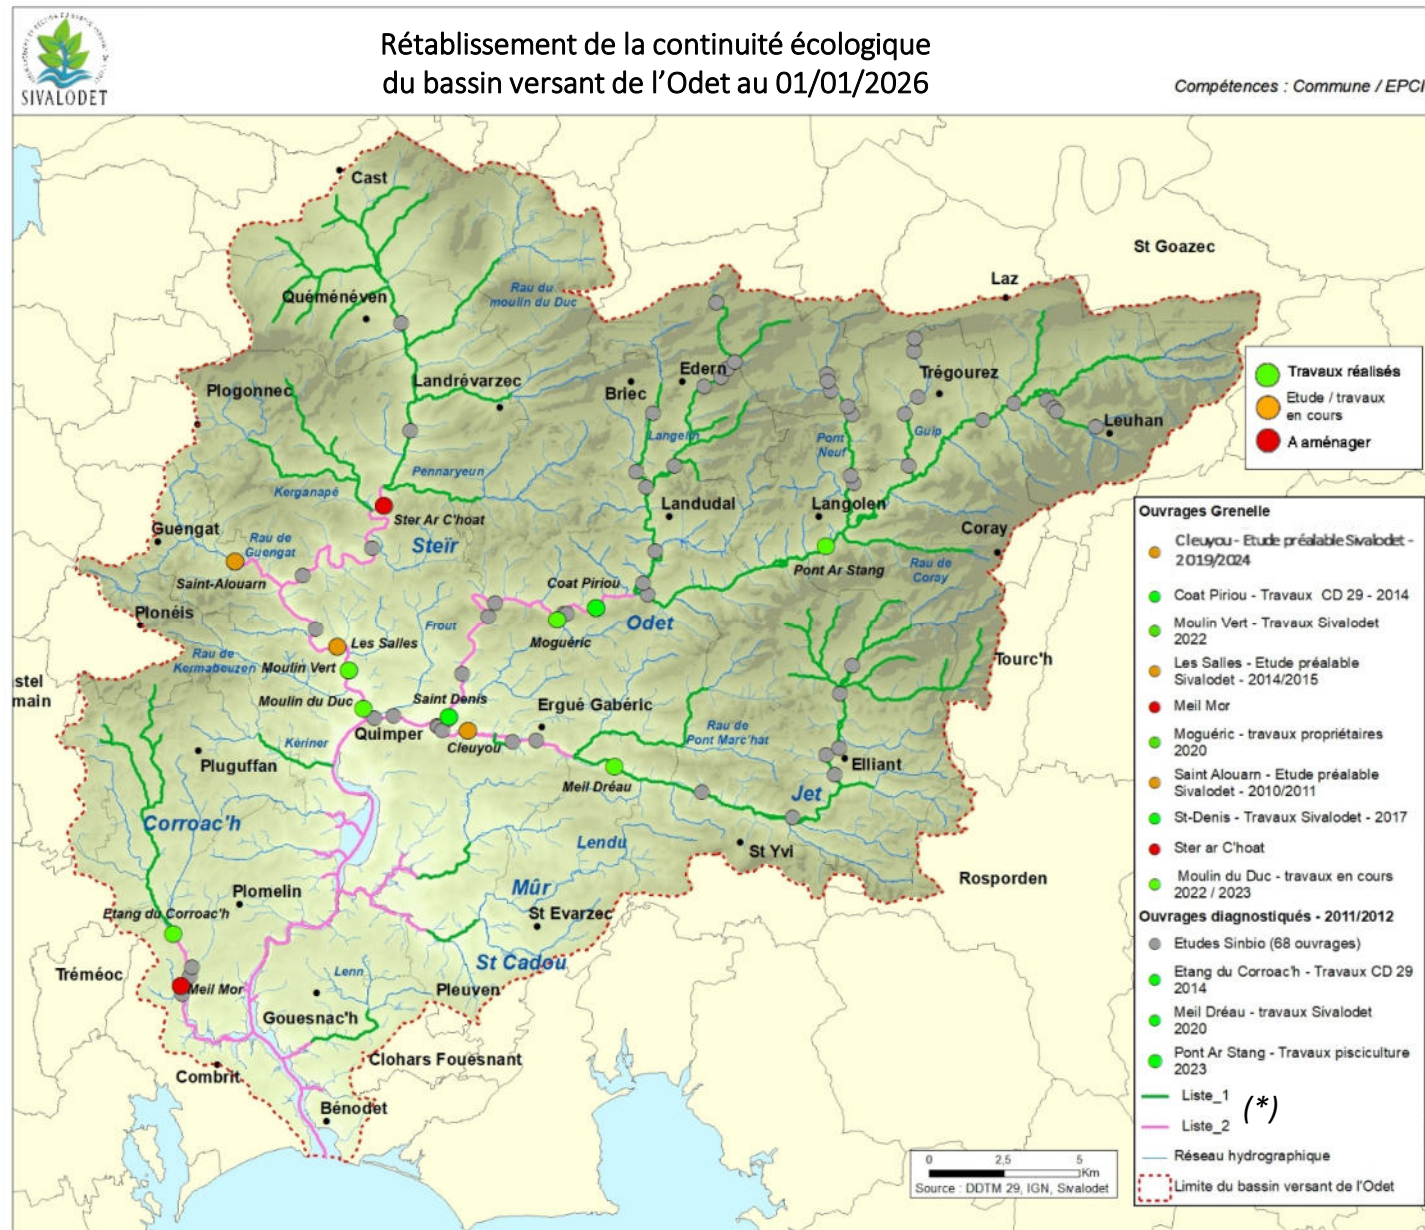 SIVALODET
Rétablissement de la continuité écologique
du bassin versant de l'Odet au 01/01/2026
Compétences : Commune / EPCI
Cast
St Goazec
Laz
Rau du
moulin du Duc
Quéménéven
Edern
Landrévarzec
Briec
Trégourez
Plogonnec
Leuhan
Langelin
Pont
Neuf
Guip
Pennaryeun
Kerganapé
Landudal
Langolen
Ster Ar C'hoat
Guengat
Rau de
Guengat
Steïr
Coray
Saint-Alouarn
Coat Piriou
Pont Ar Stang
Rau de
Coray
Plonéis
Frout
Moguéric
Odet
Les Salles
Rau de
Kermabeuzen
Moulin Vert
Tourc'h
stel
main
Moulin du Duc
Saint Denis
Ergué Gabéric
Quimper
Cleuyou
Rau de
Pont Marc'hat
Kériner
Pluguffan
Elliant
Meil Dréau
Jet
Corroac'h
Lendu
St Yvi
Rosporden
Plomelin
Mûr
Etang du Corroac'h
St Evarzec
St Cadou
Tréméoc
Lenn
Meil Mor
Pleuven
Gouesnac'h
Clohars Fouesnant
Combrit
Bénodet
Travaux réalisés
Etude / travaux
en cours
A aménager
Ouvrages Grenelle
Cleuyou - Etude préalable Sivalodet -
2019/2024
Coat Piriou - Travaux CD 29 - 2014
Moulin Vert - Travaux Sivalodet
2022
Les Salles - Etude préalable
Sivalodet - 2014/2015
Meil Mor
Moguéric - travaux propriétaires
2020
Saint Alouarn - Etude préalable
Sivalodet - 2010/2011
St-Denis - Travaux Sivalodet - 2017
Ster ar C'hoat
Moulin du Duc - travaux en cours
2022 / 2023
Ouvrages diagnostiqués - 2011/2012
Etudes Sinbio (68 ouvrages)
Etang du Corroac'h - Travaux CD 29
2014
Meil Dréau - travaux Sivalodet
2020
Pont Ar Stang - Travaux pisciculture
2023
Liste_1
(*)
Liste_2
Réseau hydrographique
Limite du bassin versant de l'Odet
0 2,5 5
Km
Source : DDTM 29, IGN, Sivalodet